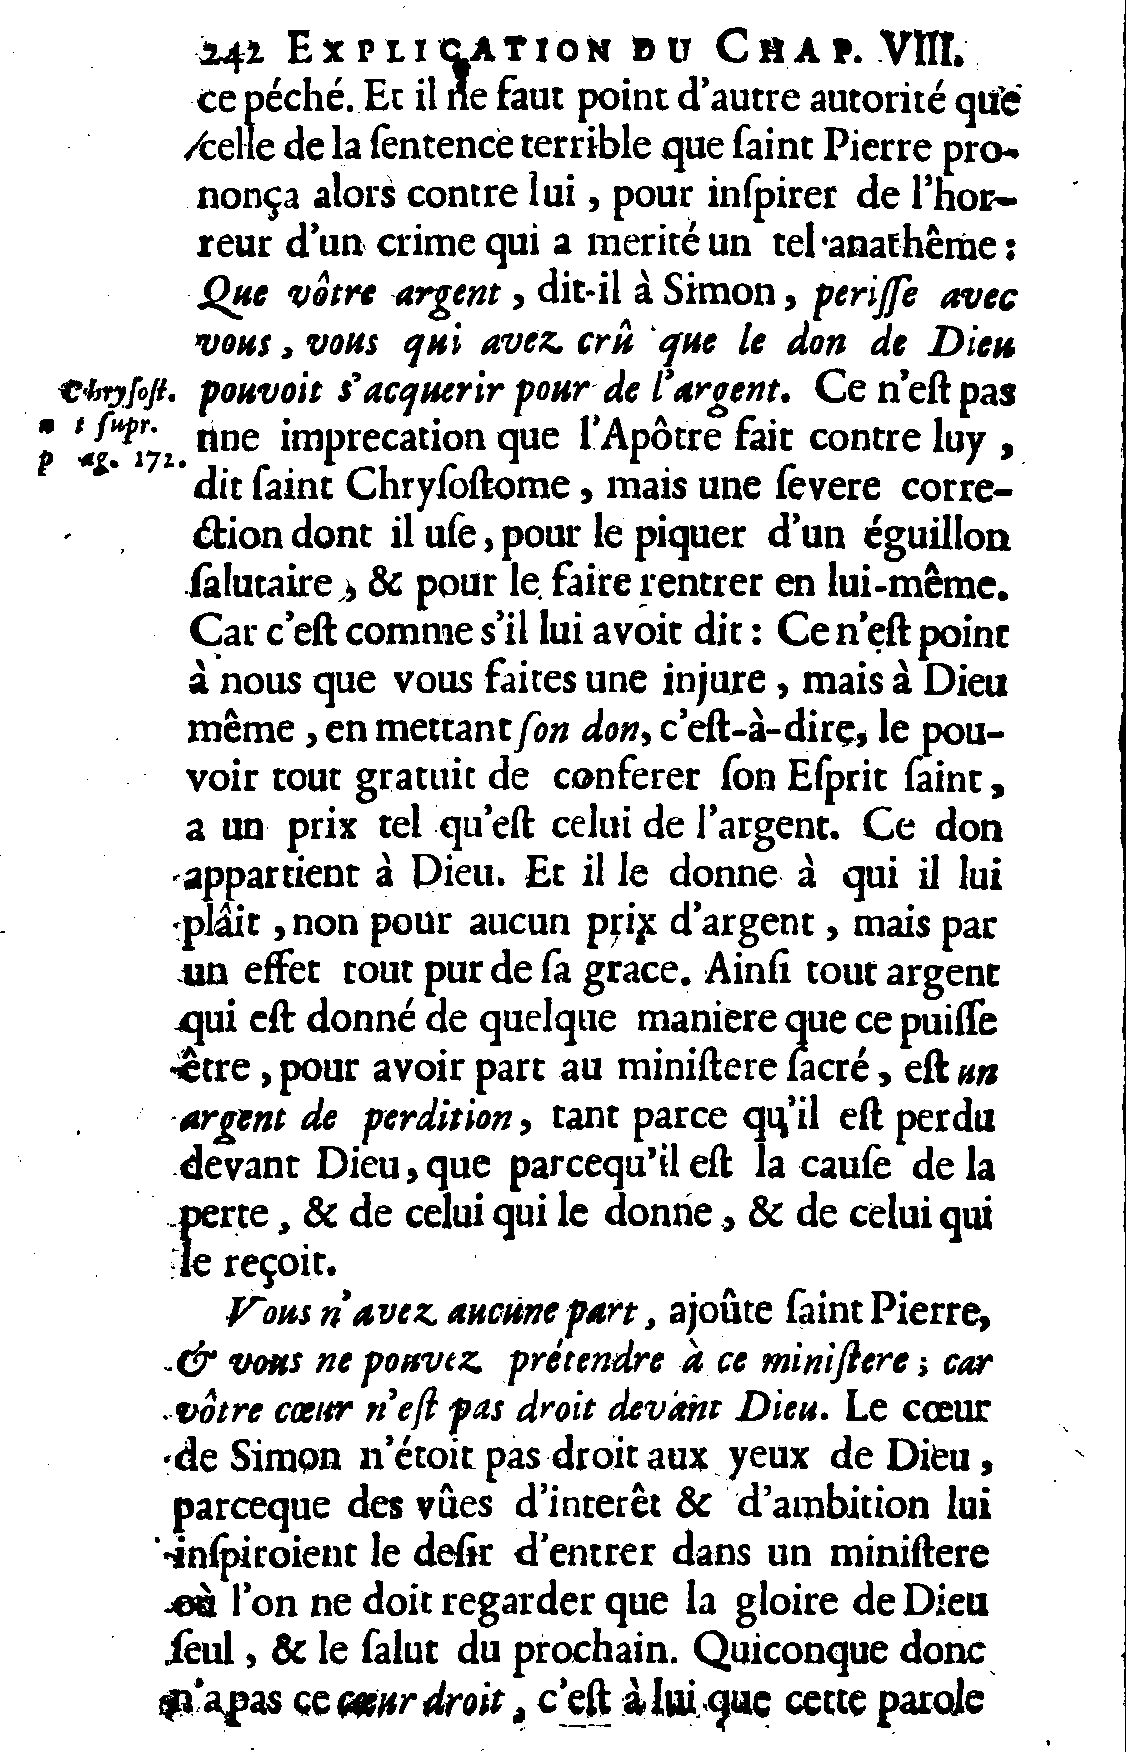 242 EXPLICATION DU CHAP. VIII.
ce péché. Et il ne faut point d'autre autorité que
celle de la ſentence terrible que ſaint Pierre pro-
nonça alors contre lui, pour inſpirer de l'hor-
reur d'un crime qui a merité un tel anathême :
Que vôtre argent, dit-il à Simon, periſſe avec
vous, vous qui avez crû que le don de Dieu
pouvoit s'acquerir pour de l'argent. Ce n'eſt pas
Chryſoſt.
ſupr.
pag. 172.
une imprecation que l'Apôtre fait contre luy,
dit ſaint Chryſoſtome, mais une ſevere corre-
ction dont il uſe, pour le piquer d'un éguillon
ſalutaire, & pour le faire rentrer en lui-même.
Car c'eſt comme s'il lui avoit dit : Ce n'eſt point
à nous que vous faites une injure, mais à Dieu
même, en mettant ſon don, c'eſt-à-dire, le pou-
voir tout gratuit de conferer ſon Eſprit ſaint,
a un prix tel qu'eſt celui de l'argent. Ce don
appartient à Dieu. Et il le donne à qui il lui
plâit, non pour aucun prix d'argent, mais par
un effet tout pur de ſa grace. Ainſi tout argent
qui eſt donné de quelque maniere que ce puiſſe
être, pour avoir part au miniſtere ſacré, eſt un
argent de perdition, tant parce qu'il eſt perdu
devant Dieu, que parcequ'il eſt la cauſe de la
perte, & de celui qui le donne, & de celui qui
le reçoit.
Vous n'avez aucune part, ajoûte ſaint Pierre,
& vous ne pouvez prétendre à ce miniſtere ; car
vôtre cœur n'eſt pas droit devant Dieu. Le cœur
de Simon n'étoit pas droit aux yeux de Dieu,
parceque des vûes d'interêt & d'ambition lui
inſpiroient le deſir d'entrer dans un miniſtere
où l'on ne doit regarder que la gloire de Dieu
ſeul, & le ſalut du prochain. Quiconque donc
n'a pas ce cœur droit, c'eſt à lui que cette parole